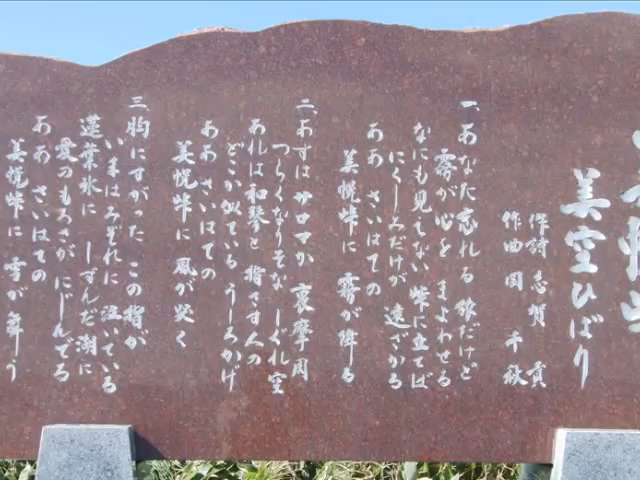 美幌峠
美空ひばり
作詩 志賀 貢
作曲 岡 千秋
一、あなた忘れる 旅だけど
霧が心を まよわせる
なにも見えない 峠に立てば
にくしみだけが 遠ざかる
ああ さいはての
美幌峠に 霧が降る
二、あすは サロマか 裏摩周
つらくなりそな しぐれ空
あれは和琴と 指さす人の
どこか似ている うしろかげ
ああ さいはての
美幌峠に 風が哭く
三、胸にすがった この指が
いまはみぞれに 泣いている
蓮葉氷に しずんだ湖に
愛のもろさが にじんでる
ああ さいはての
美幌峠に 雪が舞う